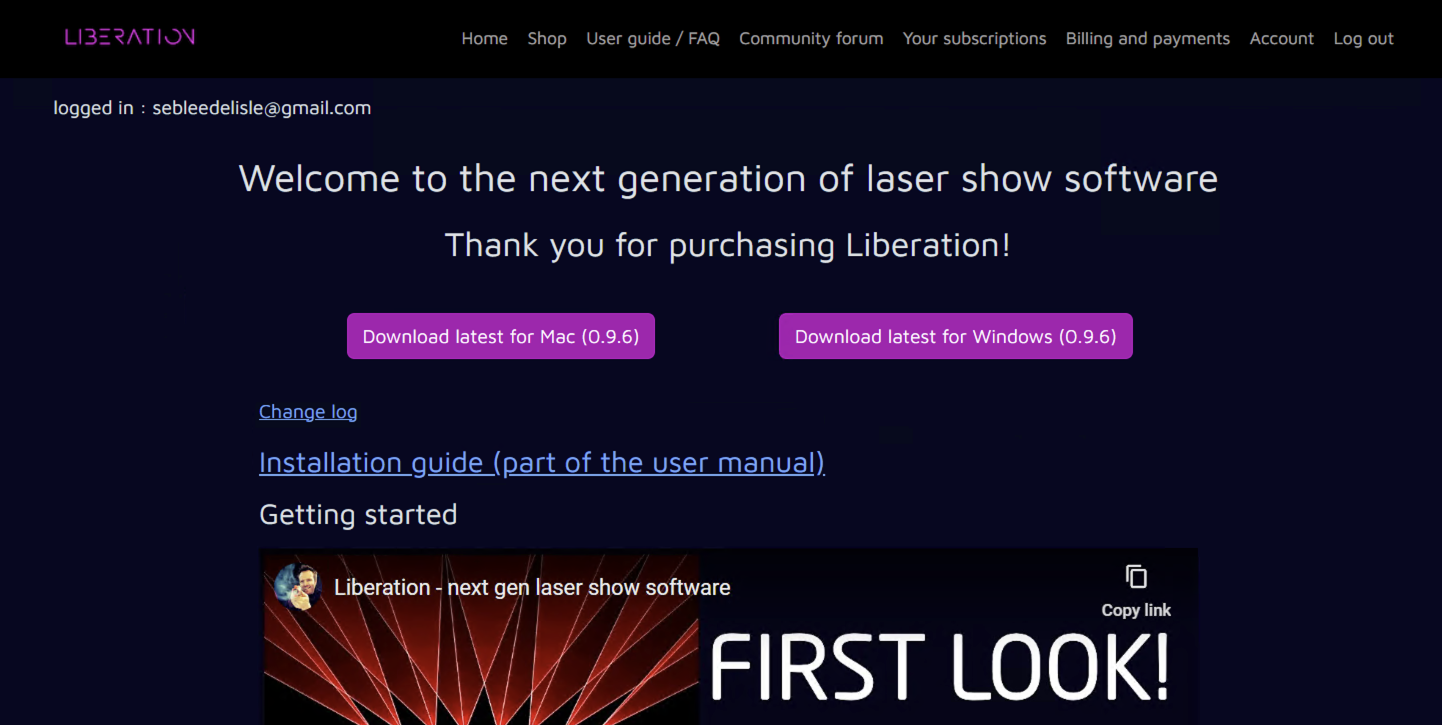 LIBERATION
Home Shop User guide / FAQ Community forum Your subscriptions Billing and payments Account Log out
logged in : sebleedelisle@gmail.com
Welcome to the next generation of laser show software
Thank you for purchasing Liberation!
Download latest for Mac (0.9.6) Download latest for Windows (0.9.6)
Change log
Installation guide (part of the user manual)
Getting started
Liberation - next gen laser show software
Copy link
FIRST LOOK!